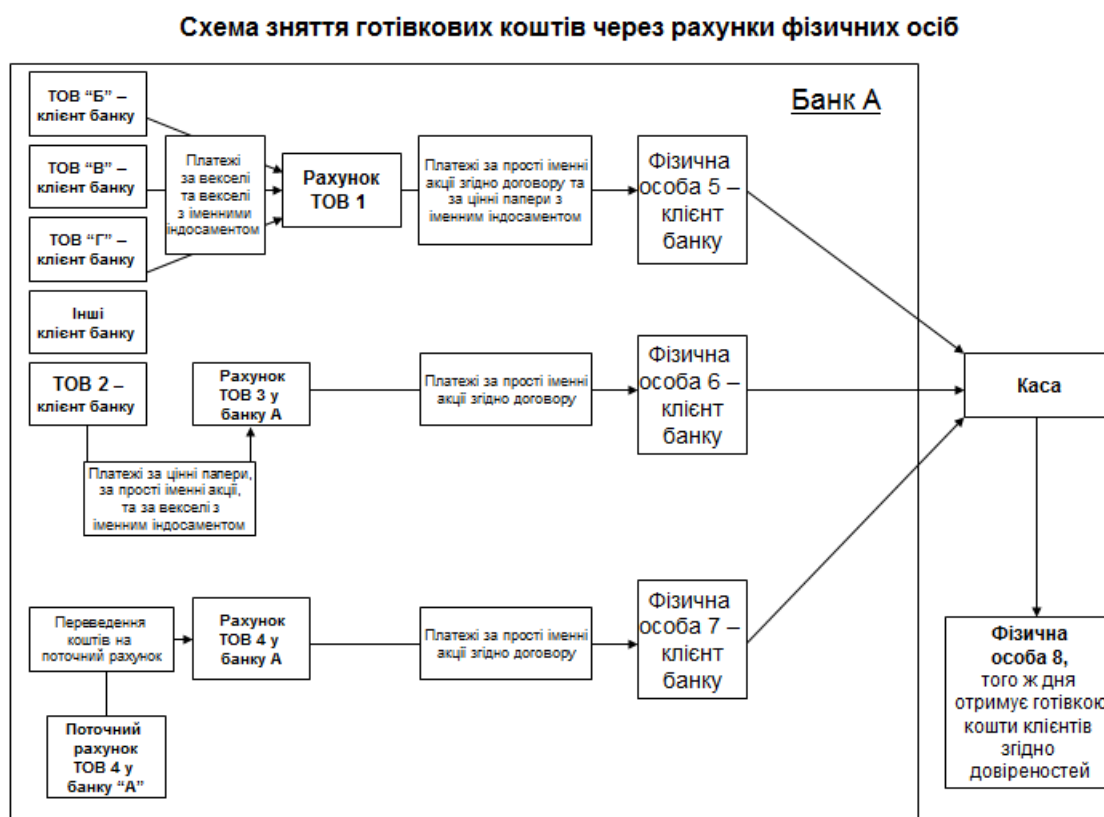 Схема зняття готівкових коштів через рахунки фізичних осіб
Банк А
ТОВ “Б” –
клієнт банку
ТОВ “В” –
клієнт банку
ТОВ “Г” –
клієнт банку
Інші
клієнт банку
Платежі
за векселі
та векселі
з іменними
індосаментом
Рахунок
ТОВ 1
Платежі за прості іменні
акції згідно договору та
за цінні папери з
іменним індосаментом
Фізична
особа 5 –
клієнт
банку
ТОВ 2 –
клієнт банку
Платежі за цінні папери,
за прості іменні акції,
та за векселі з
іменним індосаментом
Рахунок
ТОВ 3 у
банку А
Платежі за прості іменні
акції згідно договору
Фізична
особа 6 –
клієнт
банку
Каса
Переведення
коштів на
поточний рахунок
Рахунок
ТОВ 4 у
банку А
Платежі за прості іменні
акції згідно договору
Фізична
особа 7 –
клієнт
банку
Поточний
рахунок
ТОВ 4 у
банку “А”
Фізична
особа 8,
того ж дня
отримує готівкою
кошти клієнтів
згідно
довіреностей